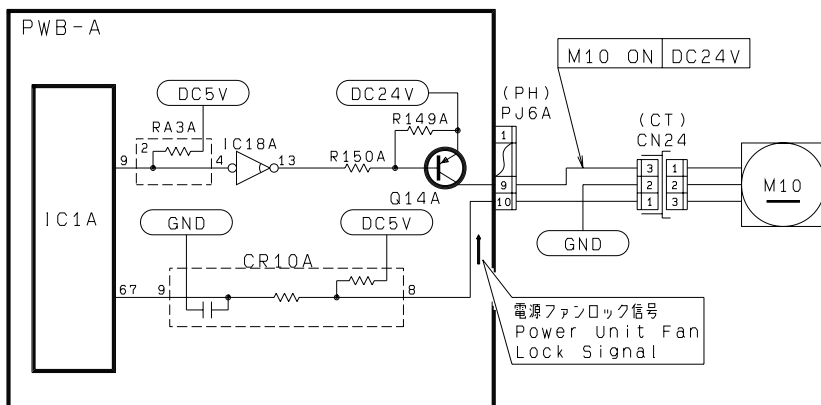 PWB-A
M10 ON DC24V
DC5V
DC24V
(PH)
PJ6A
RA3A
2
IC18A
R149A
1
(CT)
CN24
9
4
13
R150A
3
1
IC1A
Q14A
9
2
2
M10
10
1
3
GND
DC5V
GND
CR10A
67
9
8
電源ファンロック信号
Power Unit Fan
Lock Signal